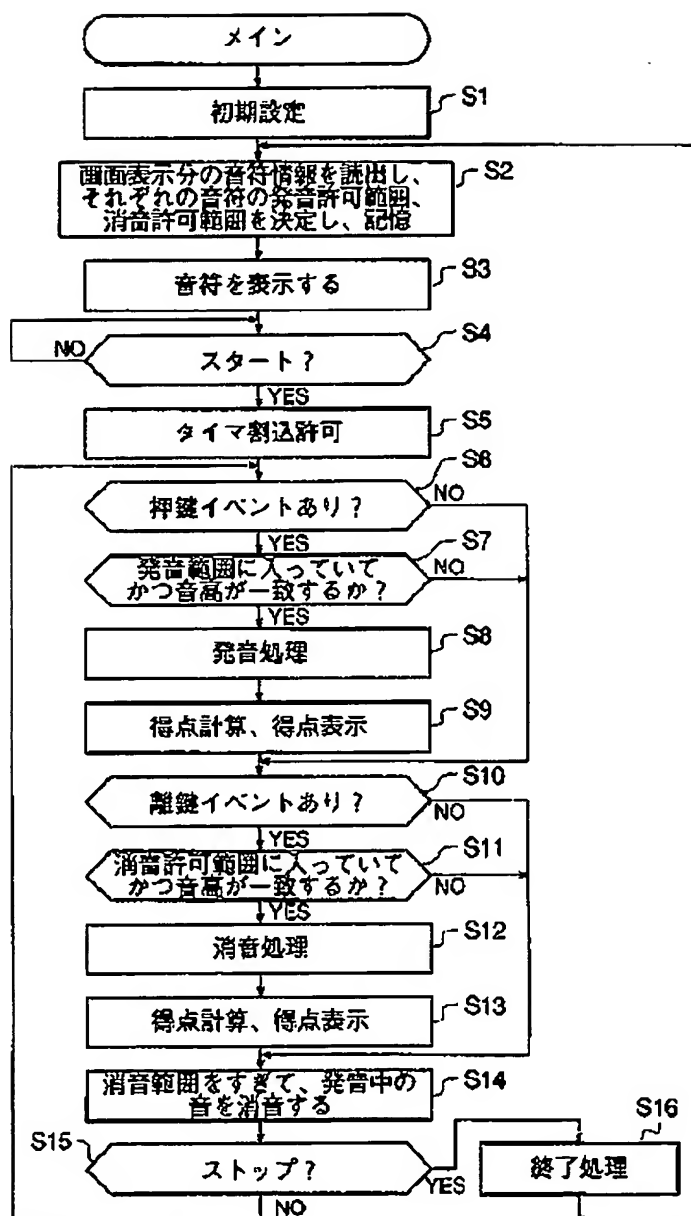 メイン
初期設定
S1
画面表示分の音符情報を読出し、
それぞれの音符の発音許可範囲、
消音許可範囲を決定し、記憶
S2
音符を表示する
S3
スタート？
S4
NO
YES
タイマ割込許可
S5
押鍵イベントあり？
S6
NO
YES
発音範囲に入っていて
かつ音高が一致するか？
S7
NO
YES
発音処理
S8
得点計算、得点表示
S9
離鍵イベントあり？
S10
NO
YES
消音許可範囲に入っていて
かつ音高が一致するか？
S11
NO
YES
消音処理
S12
得点計算、得点表示
S13
消音範囲をすぎて、発音中の
音を消音する
S14
S15
ストップ？
YES
NO
終了処理
S16